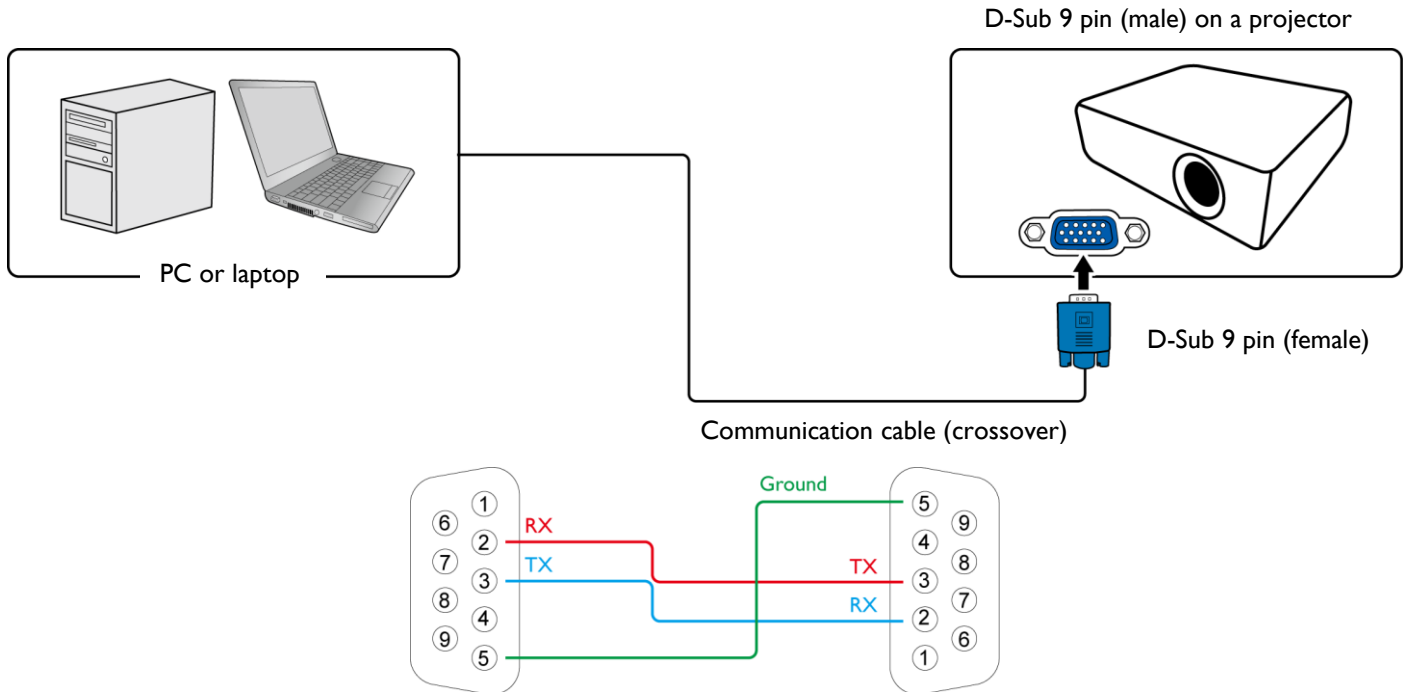 D-Sub 9 pin (male) on a projector
PC or laptop
D-Sub 9 pin (female)
Communication cable (crossover)
Ground
1
6
RX
2
7
TX
3
8
4
9
5
5
9
4
8
TX
3
7
RX
2
6
1